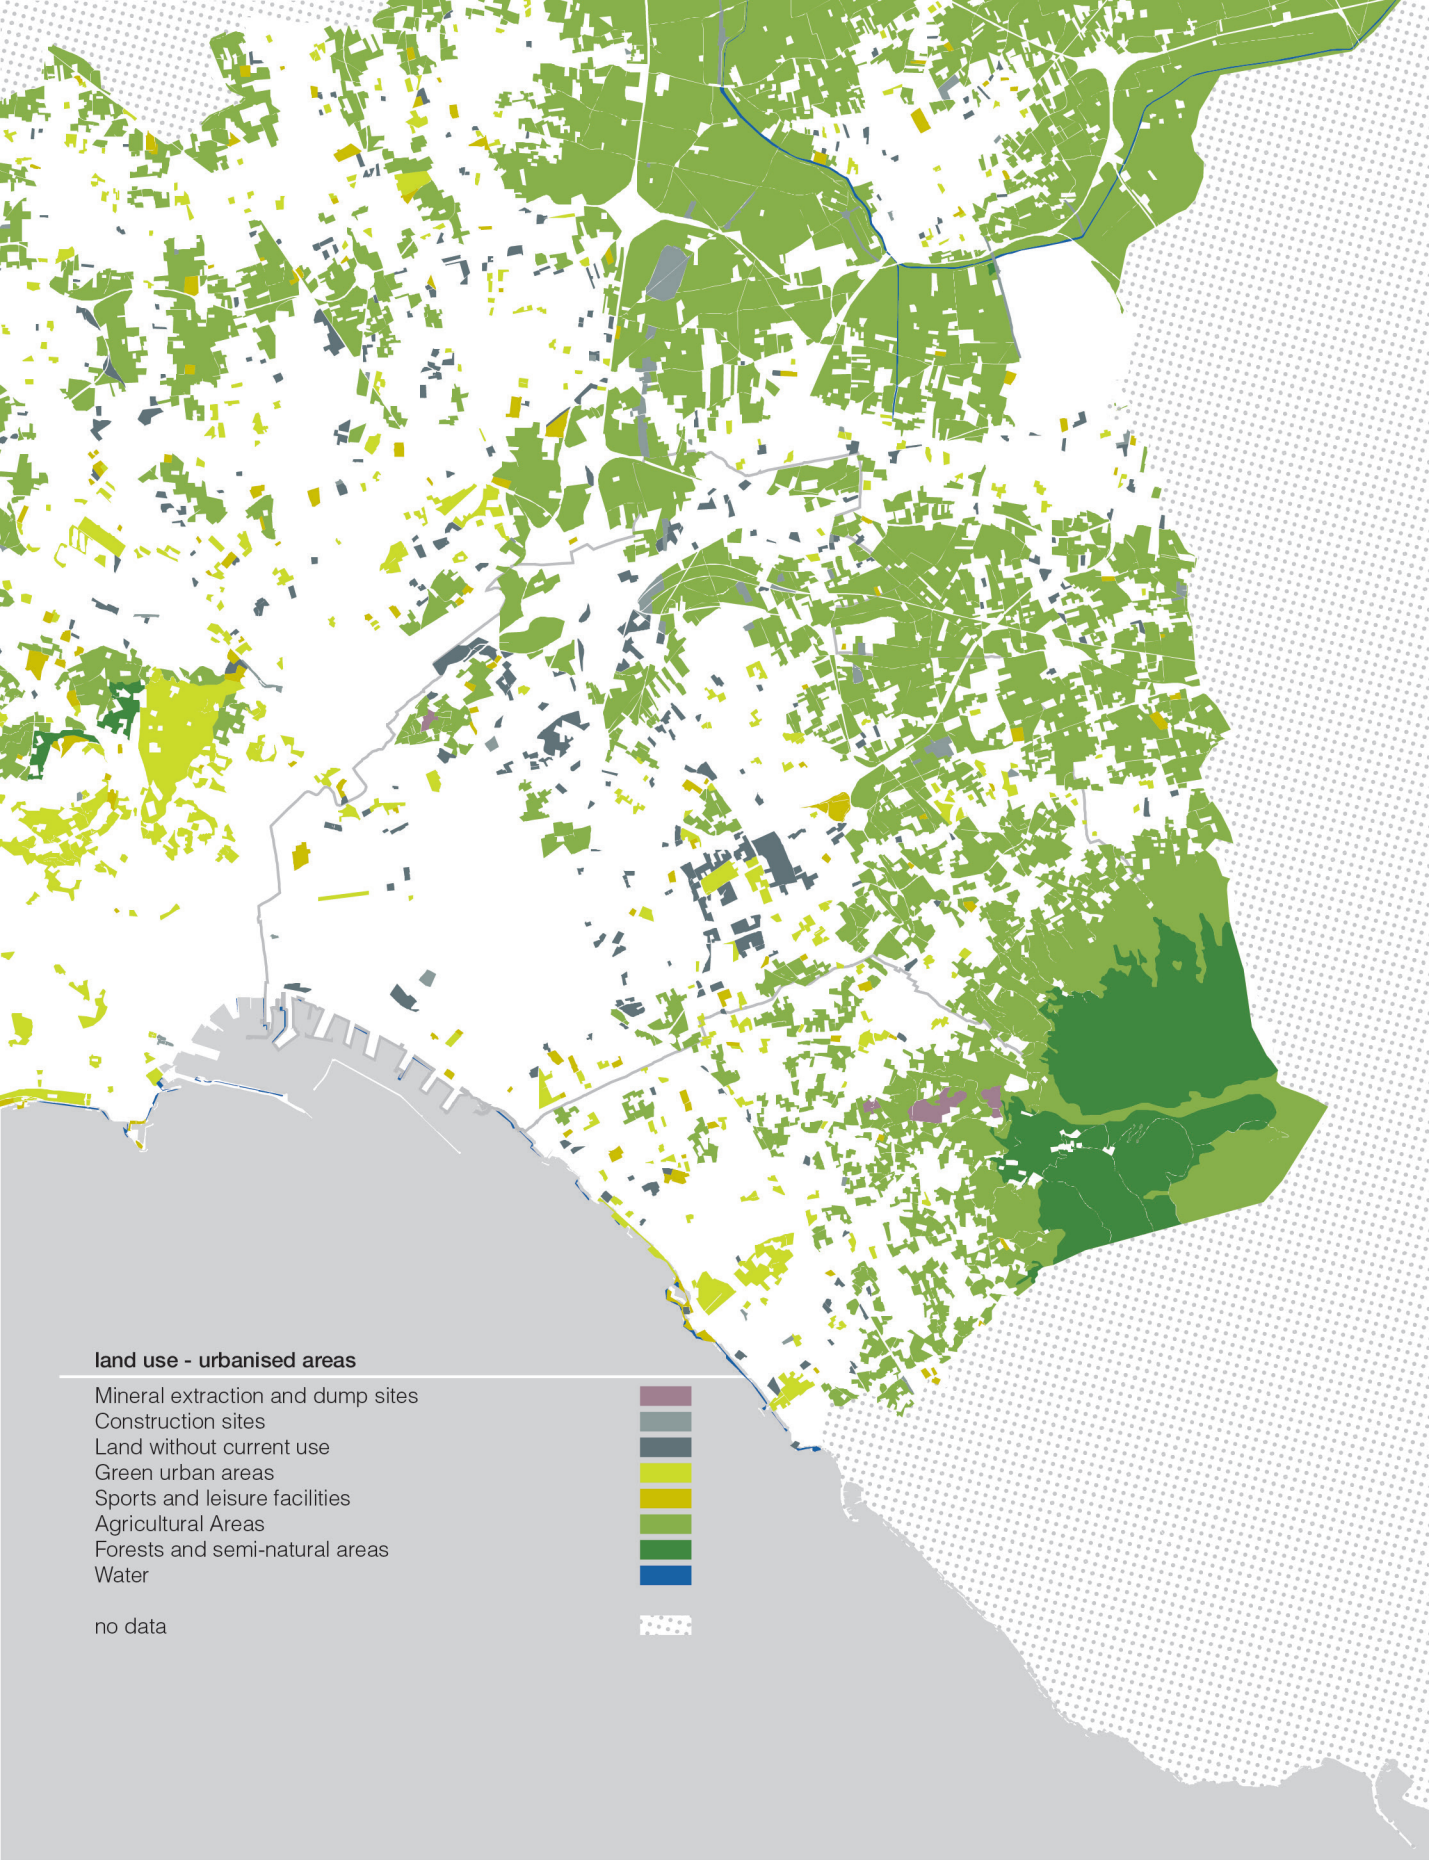 land use - urbanised areas
Mineral extraction and dump sites
Construction sites
Land without current use
Green urban areas
Sports and leisure facilities
Agricultural Areas
Forests and semi-natural areas
Water
no data